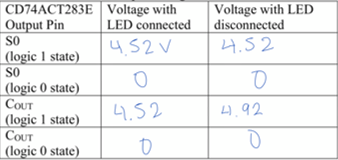 CD74ACT283E Output Pin | Voltage with LED connected | Voltage with LED disconnected
S0 (logic 1 state) | 4.52 V | 4.52
S0 (logic 0 state) | 0 | 0
COUT (logic 1 state) | 4.52 | 4.92
COUT (logic 0 state) | 0 | 0